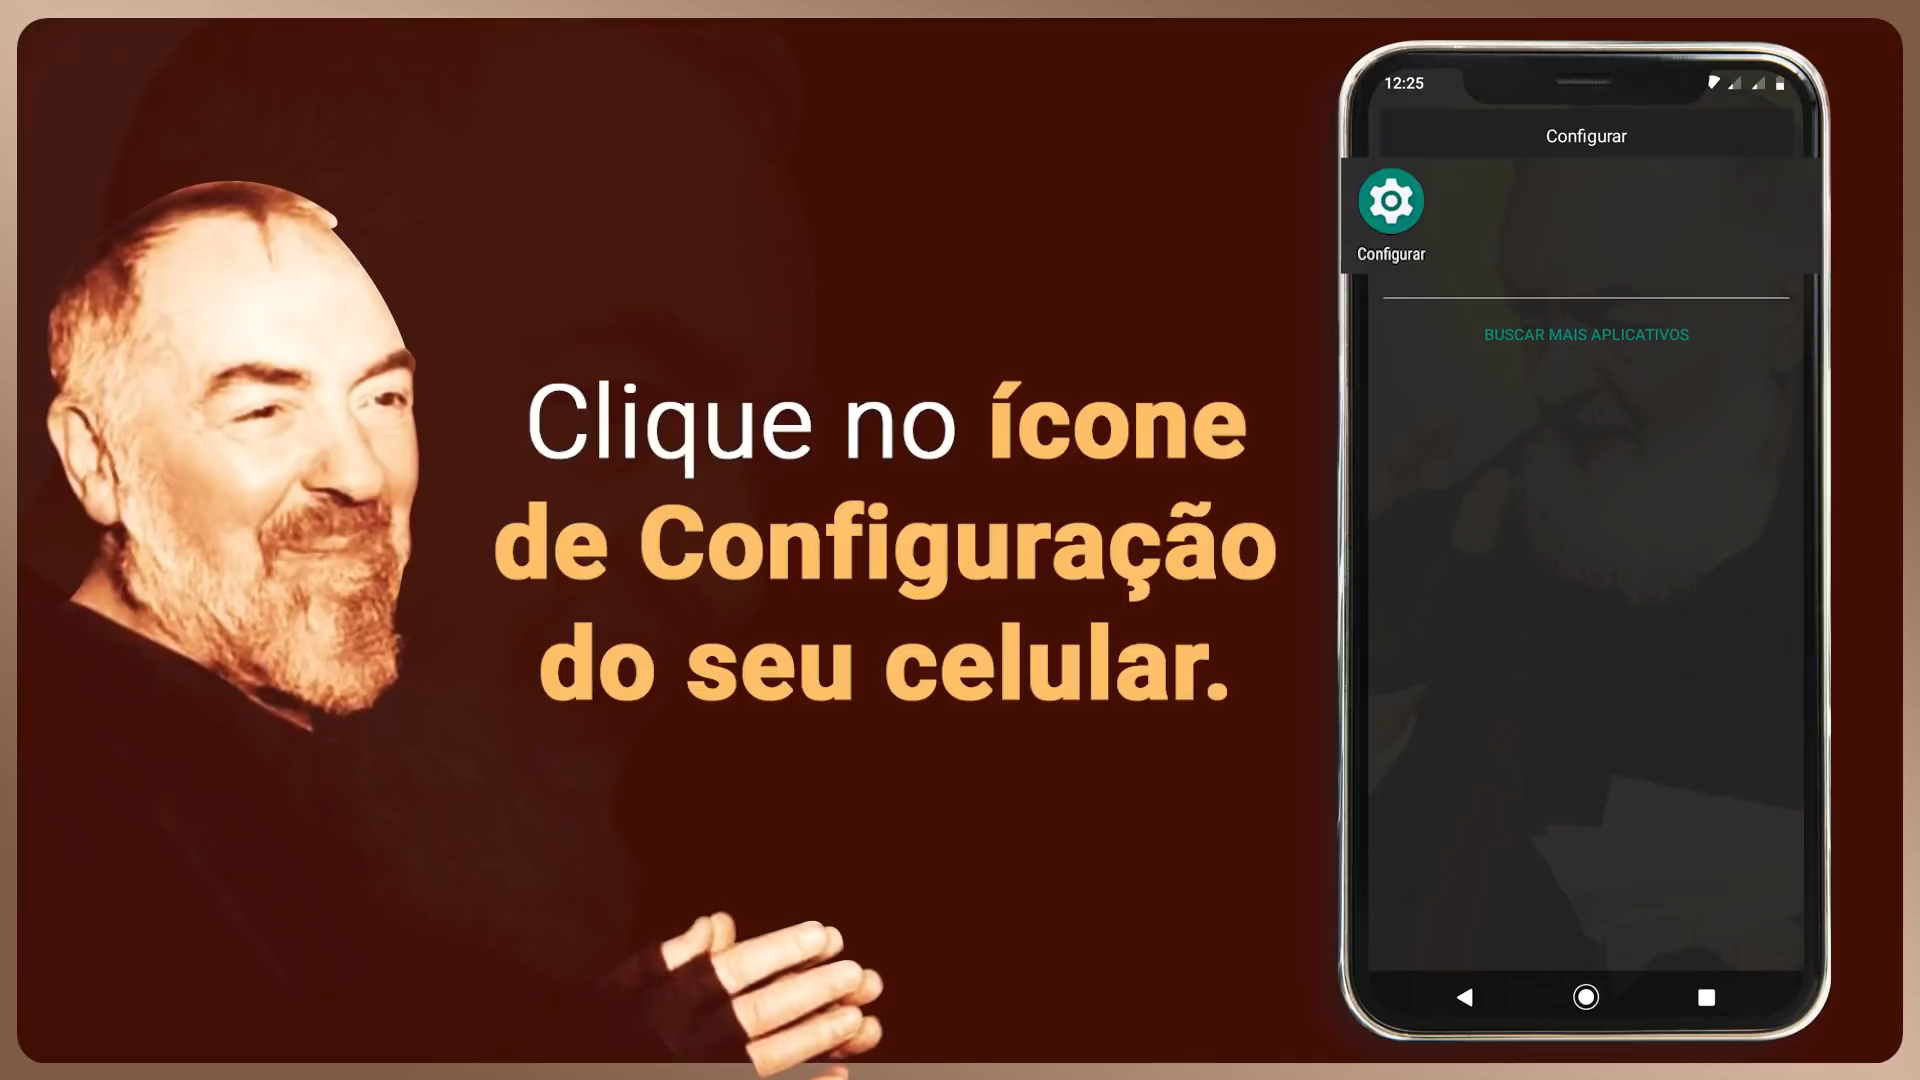 Clique no ícone
de Configuração
do seu celular.
12:25
Configurar
Configurar
BUSCAR MAIS APLICATIVOS